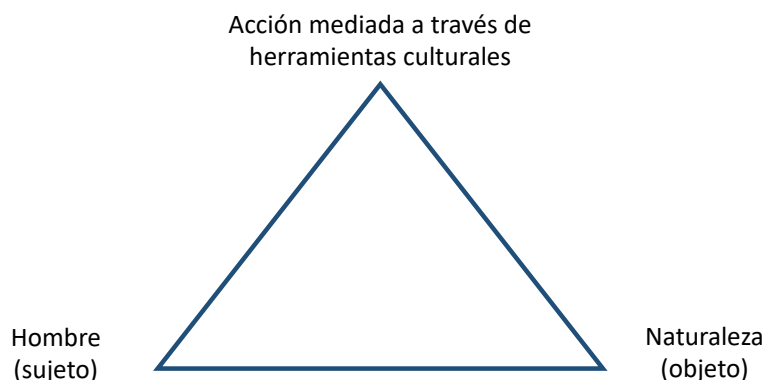 Acción mediada a través de
herramientas culturales
Hombre
(sujeto)
Naturaleza
(objeto)